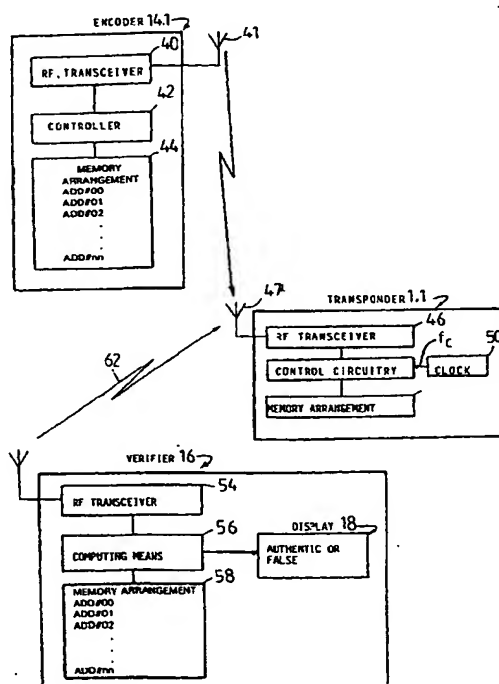 ENCODER 14.1
40
41
RF. TRANSCEIVER
42
CONTROLLER
44
MEMORY
ARRANGEMENT
ADD#00
ADD#01
ADD#02
ADD#nn
47
TRANSPONDER 1.1
46
RF TRANSCEIVER
fc
50
CONTROL CIRCUITRY
CLOCK
MEMORY ARRANGEMENT
62
VERIFIER 16
54
RF TRANSCEIVER
56
DISPLAY 18
COMPUTING MEANS
AUTHENTIC OR
FALSE
58
MEMORY ARRANGEMENT
ADD#00
ADD#01
ADD#02
ADD#nn